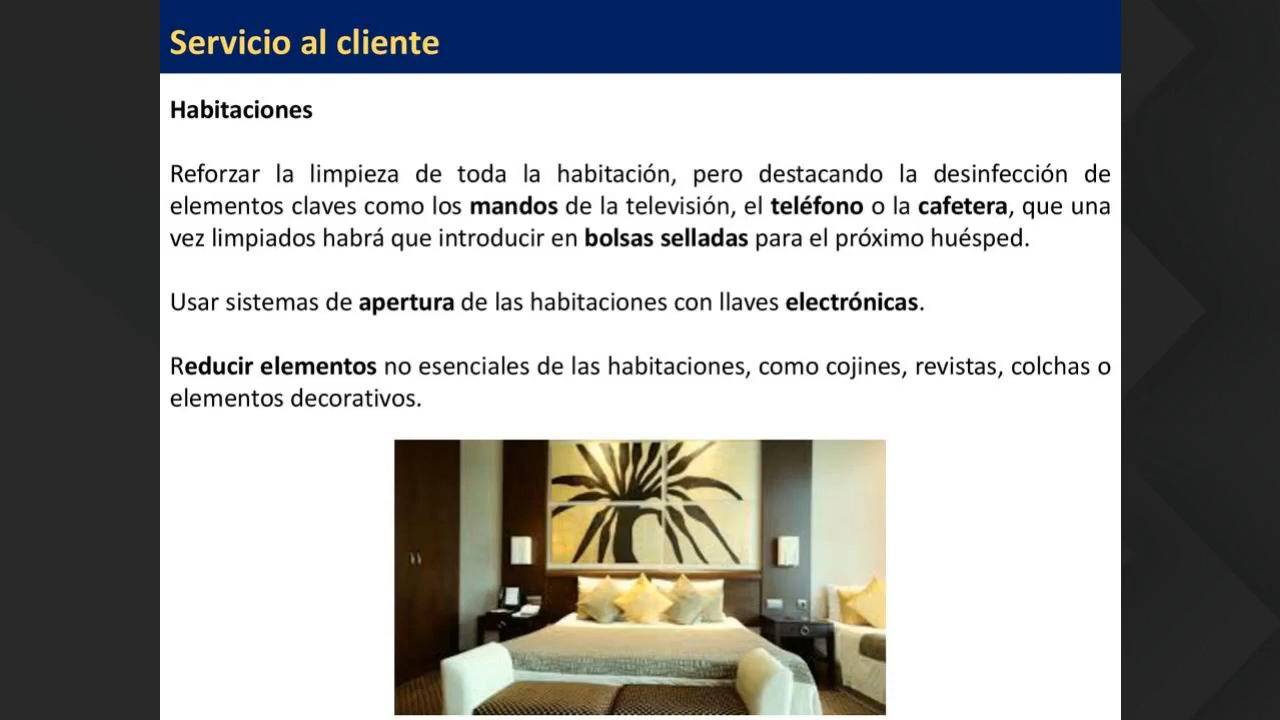 Servicio al cliente
Habitaciones
Reforzar la limpieza de toda la habitación, pero destacando la desinfección de
elementos claves como los mandos de la televisión, el teléfono o la cafetera, que una
vez limpiados habrá que introducir en bolsas selladas para el próximo huésped.
Usar sistemas de apertura de las habitaciones con llaves electrónicas.
Reducir elementos no esenciales de las habitaciones, como cojines, revistas, colchas o
elementos decorativos.